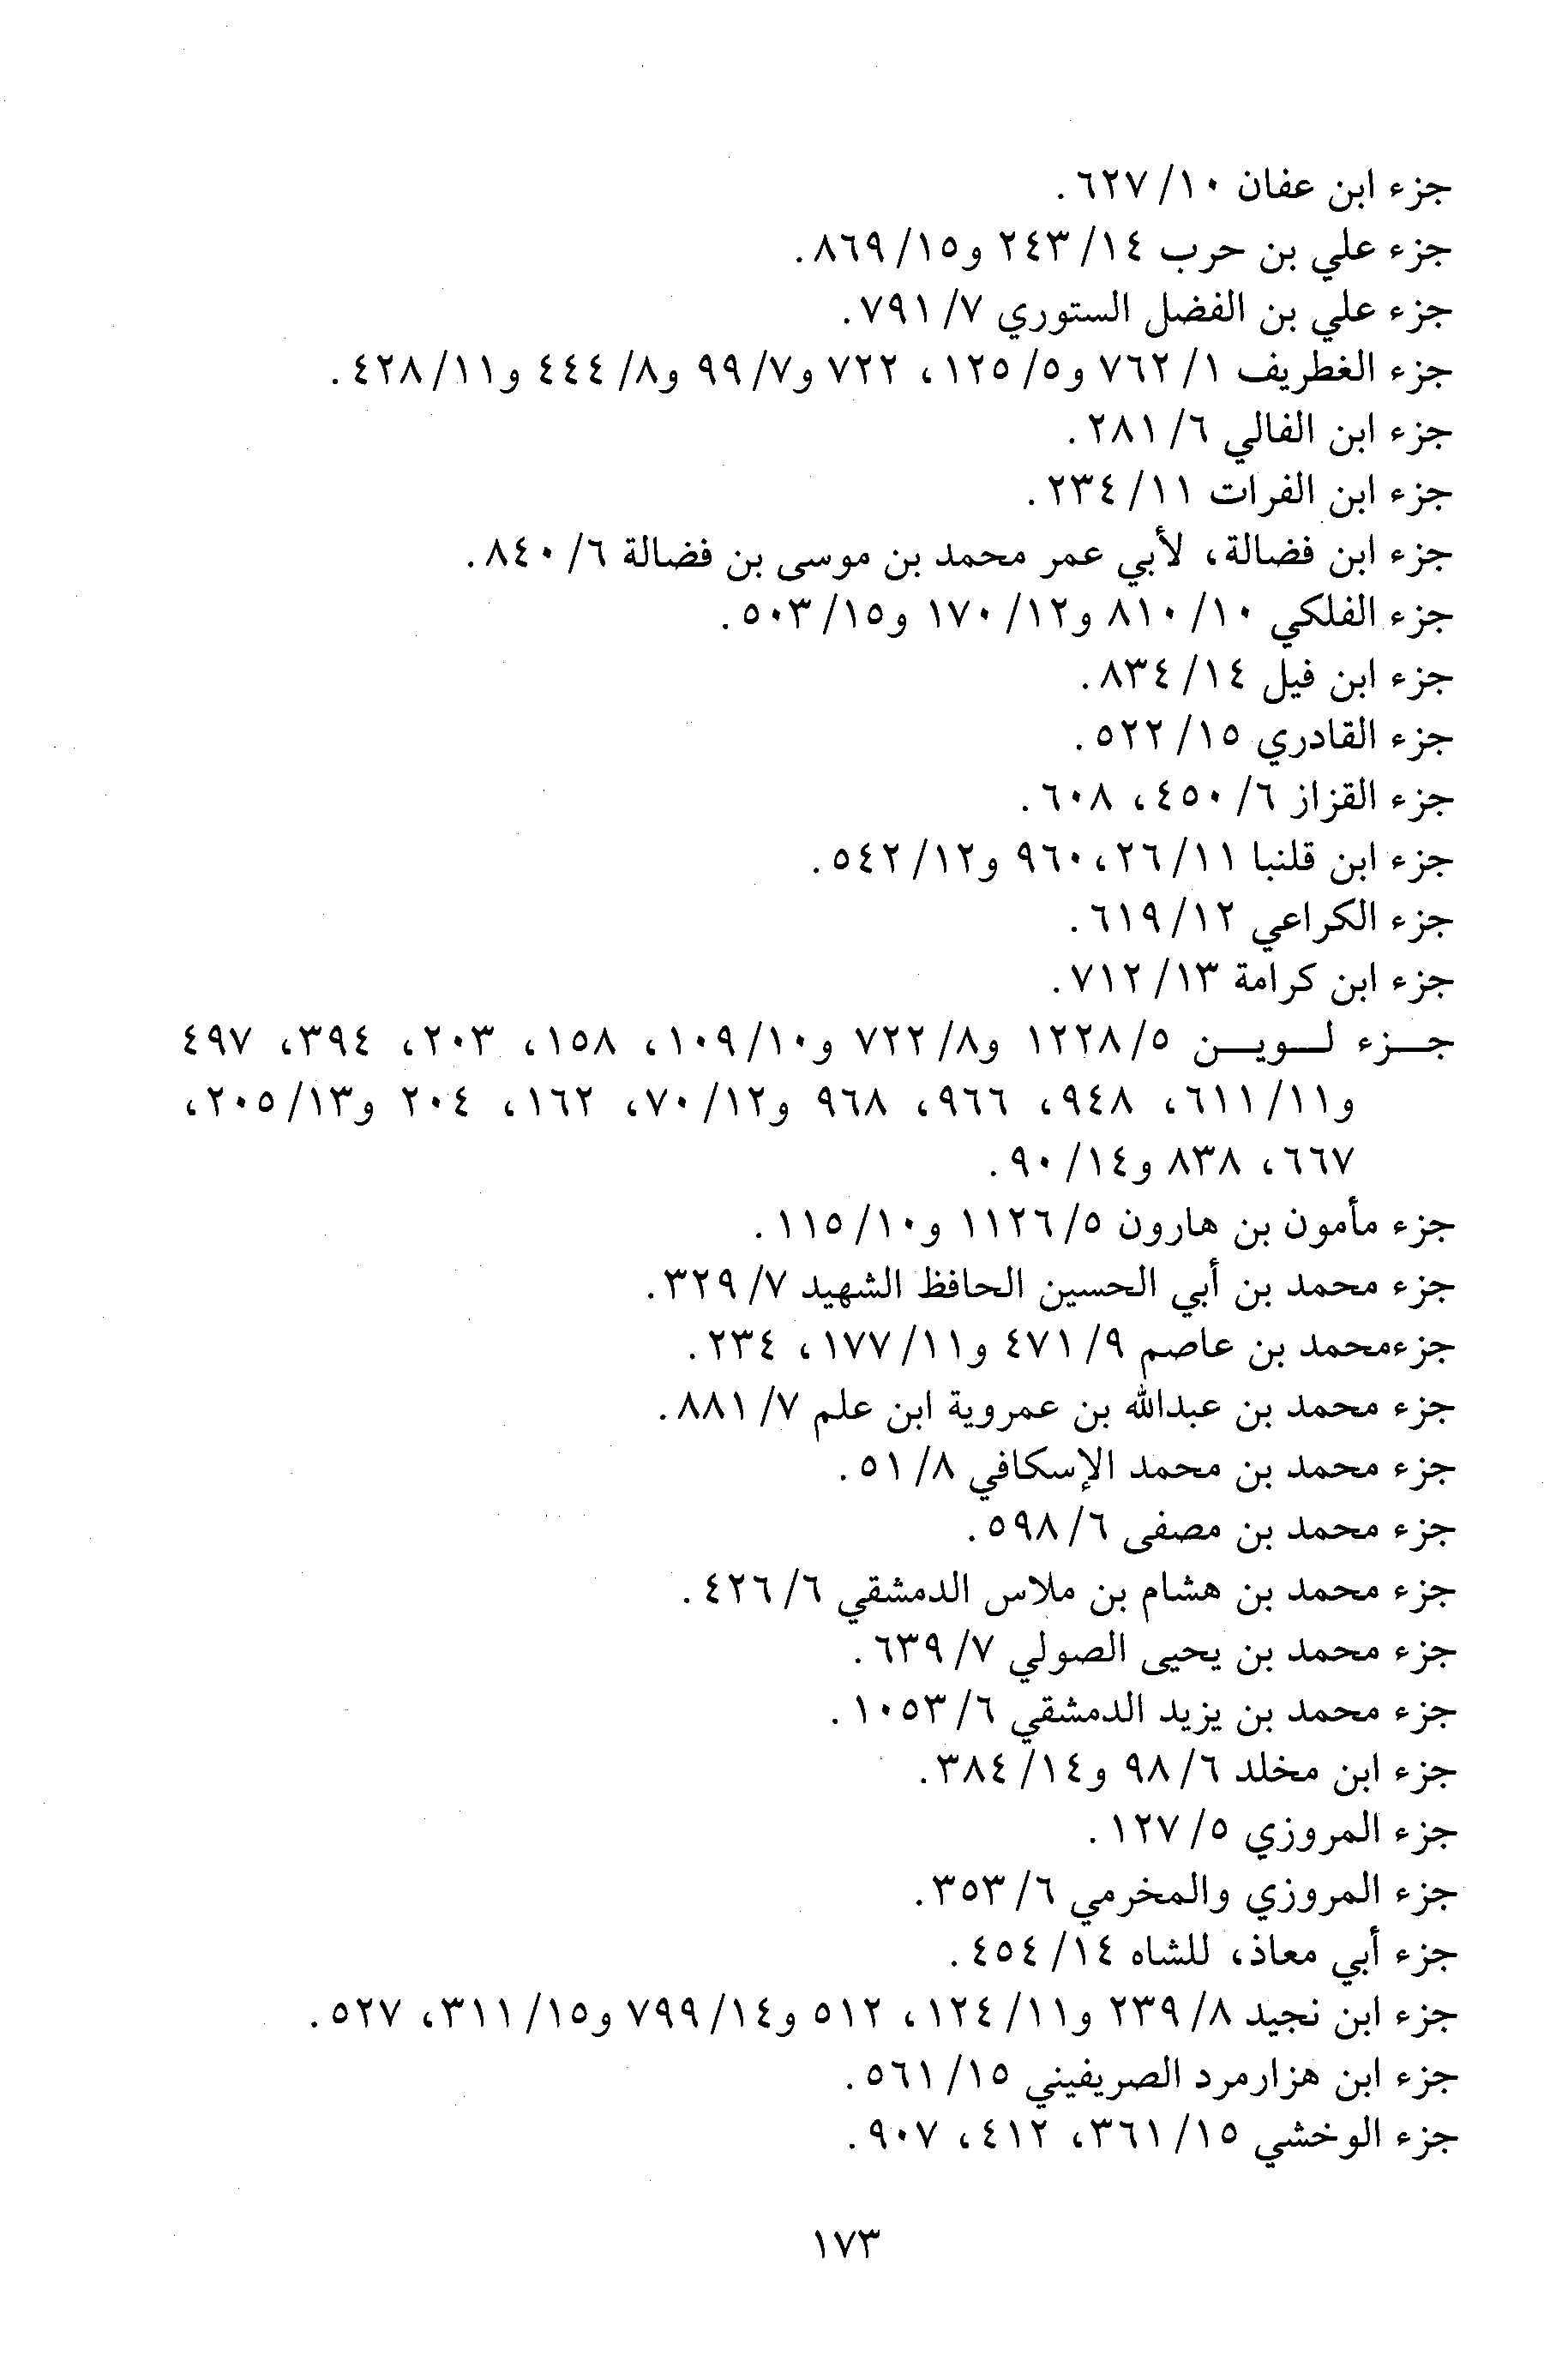 جزء ابن عفان ١٠/ ٦٢٧.
جزء علي بن حرب ١٤/ ٢٤٣ و١٥/ ٨٦٩.
جزء علي بن الفضل الستوري ٧/ ٧٩١.
جزء الغطريف ١/ ٧٦٢ و٥/ ١٢٥، ٧٢٢ و٧/ ٩٩ و٨/ ٤٤٤ و١١/ ٤٢٨.
جزء ابن الفالي ٦/ ٢٨١.
جزء ابن الفرات ١١/ ٢٣٤.
جزء ابن فضالة، لأبي عمر محمد بن موسى بن فضالة ٦/ ٨٤٠.
جزء الفلكي ١٠/ ٨١٠ و١٢/ ١٧٠ و١٥/ ٥٠٣.
جزء ابن فيل ١٤/ ٨٣٤.
جزء القادري ١٥/ ٥٢٢.
جزء القزاز ٦/ ٤٥٠، ٦٠٨.
جزء ابن قلنبا ١١/ ٢٦، ٩٦٠ و١٢/ ٥٤٢.
جزء الكراعي ١٢/ ٦١٩.
جزء ابن كرامة ١٣/ ٧١٢.
جـــزء لـــويـــن ٥/ ١٢٢٨ و٨/ ٧٢٢ و١٠/ ١٠٩، ١٥٨، ٢٠٣، ٣٩٤، ٤٩٧
و١١/ ٦١١، ٩٤٨، ٩٦٦، ٩٦٨ و١٢/ ٧٠، ١٦٢، ٢٠٤ و١٣/ ٢٠٥،
٦٦٧، ٨٣٨ و١٤/ ٩٠.
جزء مأمون بن هارون ٥/ ١١٢٦ و١٠/ ١١٥.
جزء محمد بن أبي الحسين الحافظ الشهيد ٧/ ٣٢٩.
جزءمحمد بن عاصم ٩/ ٤٧١ و١١/ ١٧٧، ٢٣٤.
جزء محمد بن عبدالله بن عمروية ابن علم ٧/ ٨٨١.
جزء محمد بن محمد الإسكافي ٨/ ٥١.
جزء محمد بن مصفى ٦/ ٥٩٨.
جزء محمد بن هشام بن ملاس الدمشقي ٦/ ٤٢٦.
جزء محمد بن يحيى الصولي ٧/ ٦٣٩.
جزء محمد بن يزيد الدمشقي ٦/ ١٠٥٣.
جزء ابن مخلد ٦/ ٩٨ و١٤/ ٣٨٤.
جزء المروزي ٥/ ١٢٧.
جزء المروزي والمخرمي ٦/ ٣٥٣.
جزء أبي معاذ، للشاه ١٤/ ٤٥٤.
جزء ابن نجيد ٨/ ٢٣٩ و١١/ ١٢٤، ٥١٢ و١٤/ ٧٩٩ و١٥/ ٣١١، ٥٢٧.
جزء ابن هزارمرد الصريفيني ١٥/ ٥٦١.
جزء الوخشي ١٥/ ٣٦١، ٤١٢، ٩٠٧.
١٧٣